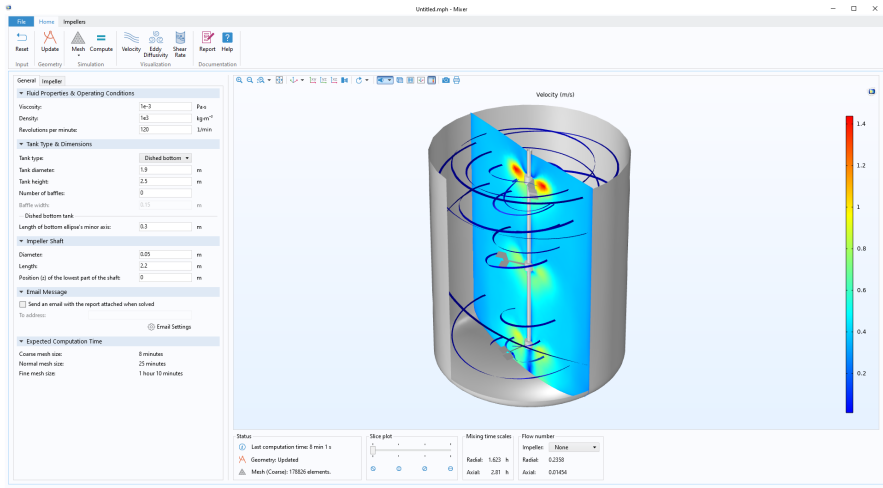 Untitled.mph - Mixer
File Home Impellers
Reset Update Mesh Compute Velocity Eddy Diffusivity Shear Rate Report Help
Input Geometry Simulation Visualization Documentation
General Impeller
Fluid Properties & Operating Conditions
Viscosity: 1e-3 Pa·s
Density: 1e3 kg·m⁻³
Revolutions per minute: 120 1/min
Tank Type & Dimensions
Tank type: Dished bottom
Tank diameter: 1.9 m
Tank height: 2.5 m
Number of baffles: 0
Baffle width: 0.10 m
Dished bottom tank
Length of bottom ellipse's minor axis: 0.3 m
Impeller Shaft
Diameter: 0.05 m
Length: 2.2 m
Position (z) of the lowest part of the shaft: 0 m
Email Message
Send an email with the report attached when solved
To address:
Email Settings
Expected Computation Time
Coarse mesh size: 8 minutes
Normal mesh size: 25 minutes
Fine mesh size: 1 hour 10 minutes
Velocity (m/s)
1.4
1.2
1
0.8
0.6
0.4
0.2
Status
Last computation time: 8 min 1 s
Geometry: Updated
Mesh (Coarse): 178826 elements.
Slice plot
Mixing time scales
Radial: 1.623 h
Axial: 2.81 h
Flow number
Impeller: None
Radial: 0.2358
Axial: 0.01454